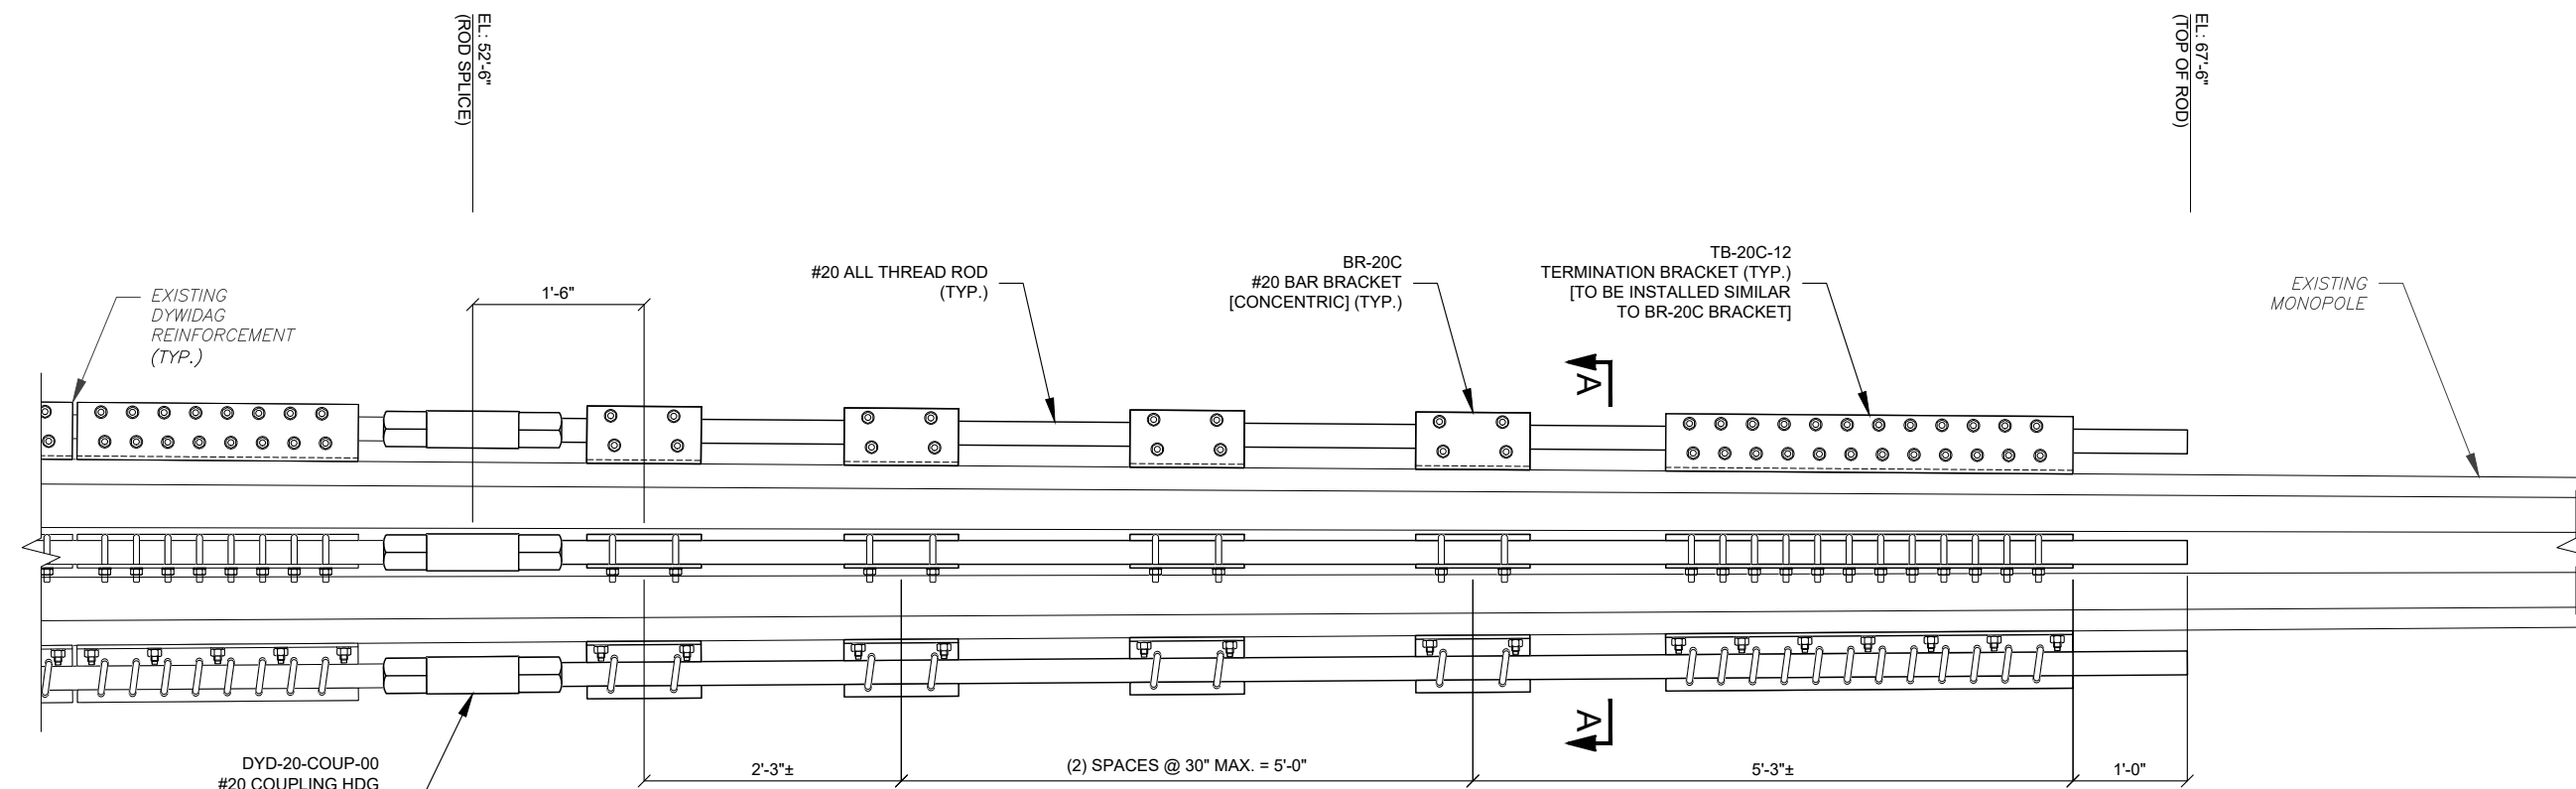 EL: 52'-6"
(ROD SPLICE)
EL: 67'-6"
(TOP OF ROD)
EXISTING
DYWIDAG
REINFORCEMENT
(TYP.)
1'-6"
#20 ALL THREAD ROD
(TYP.)
BR-20C
#20 BAR BRACKET
[CONCENTRIC] (TYP.)
TB-20C-12
TERMINATION BRACKET (TYP.)
[TO BE INSTALLED SIMILAR
TO BR-20C BRACKET]
EXISTING
MONOPOLE
A
A
DYD-20-COUP-00
#20 COUPLING HDG
2'-3"±
(2) SPACES @ 30" MAX. = 5'-0"
5'-3"±
1'-0"